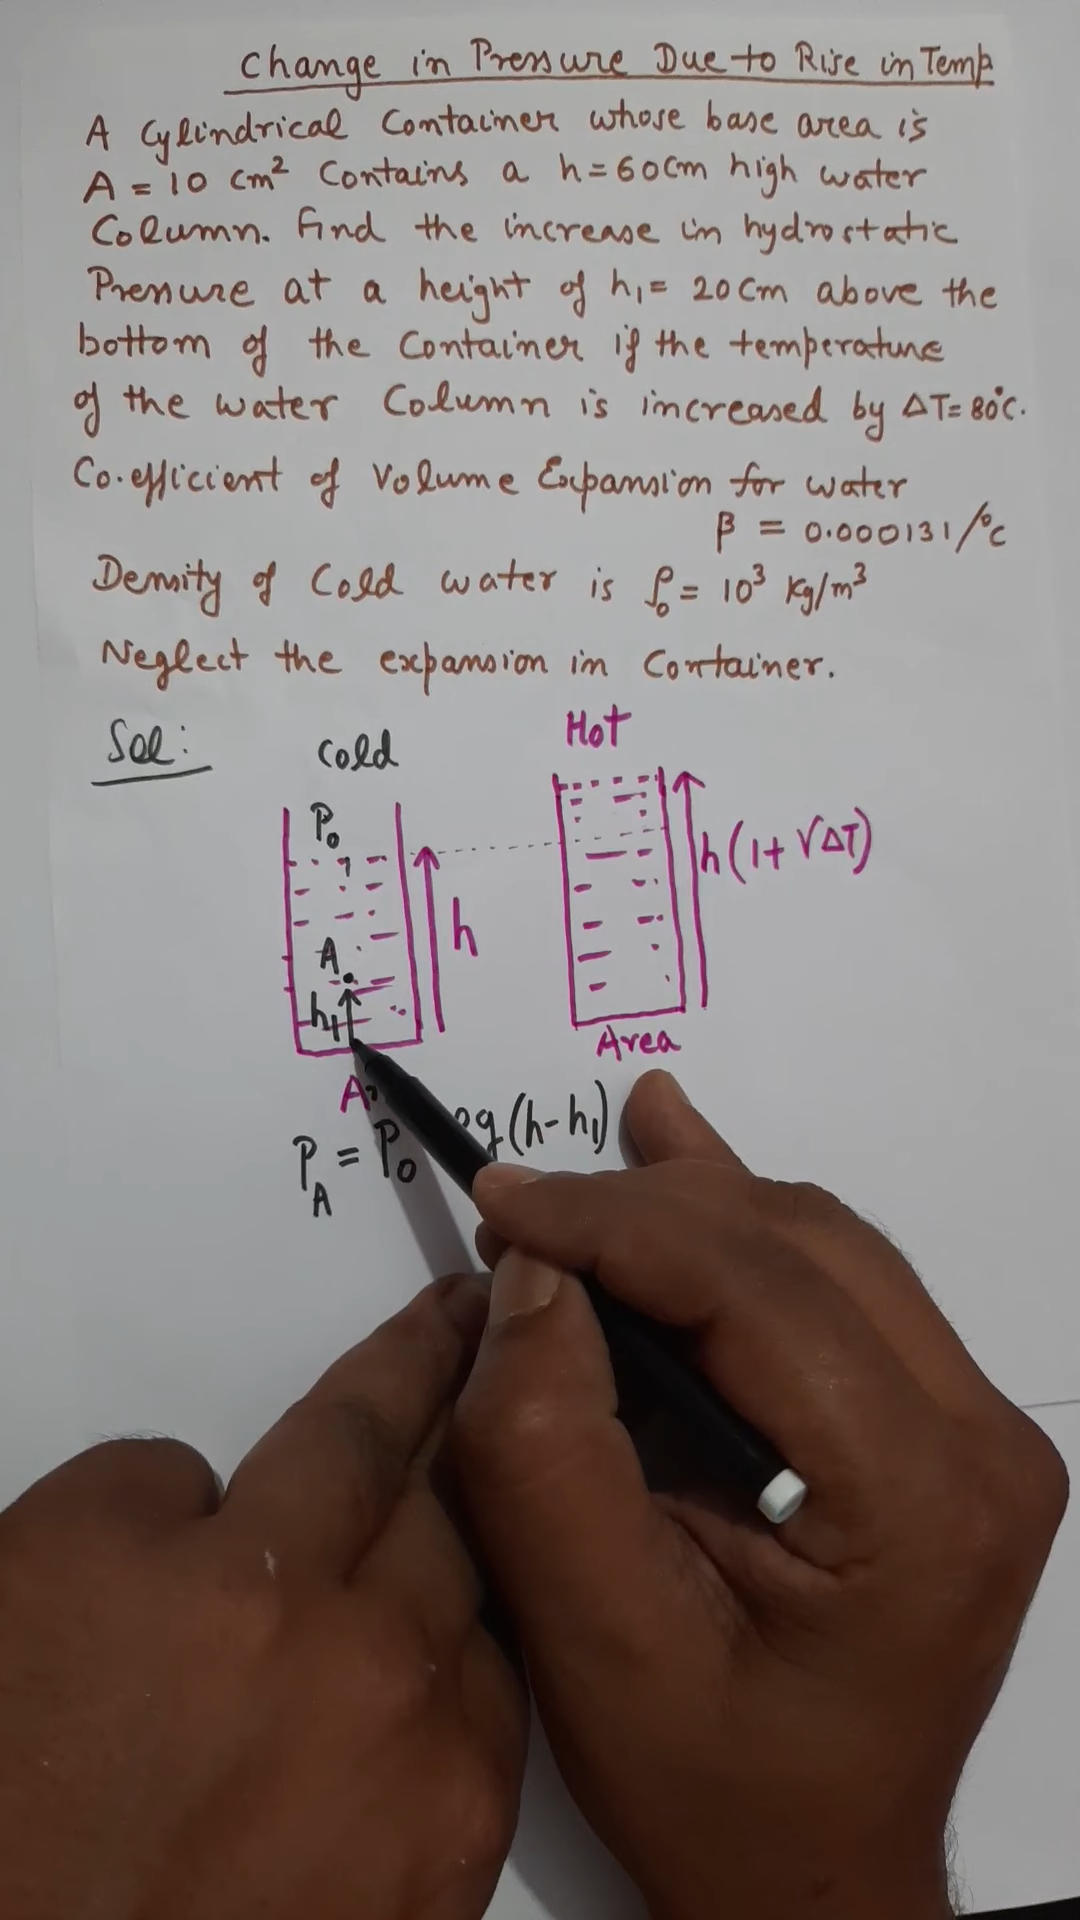 Change in Pressure Due to Rise in Temp
A Cylindrical Container whose base area is
A = 10 cm² Contains a h = 60cm high water
Column. Find the increase in hydrostatic
Pressure at a height of h₁ = 20cm above the
bottom of the Container if the temperature
of the water Column is increased by ΔT = 80°C.
Co.efficient of Volume Expansion for water
β = 0.000131/°C
Density of Cold water is ρ₀ = 10³ Kg/m³
Neglect the expansion in Container.
Sol:
Cold
Hot
P₀
h
h(1+γΔT)
A
h₁
Area
P_A = P₀ g(h-h₁)